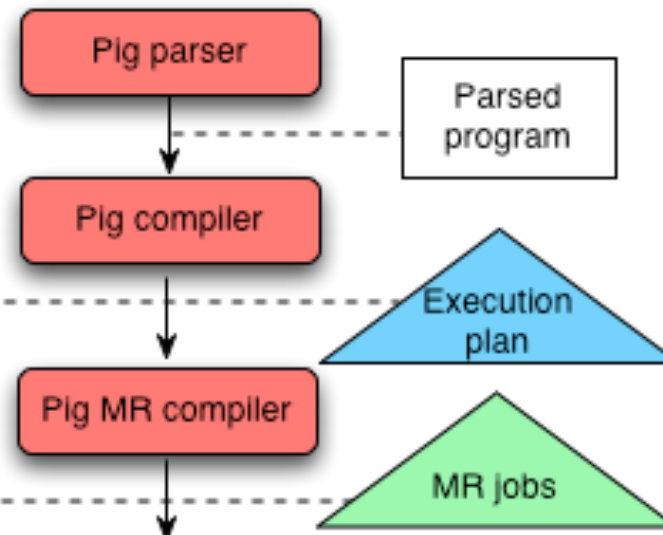 Pig parser
Parsed
program
Pig compiler
Execution
plan
Pig MR compiler
MR jobs